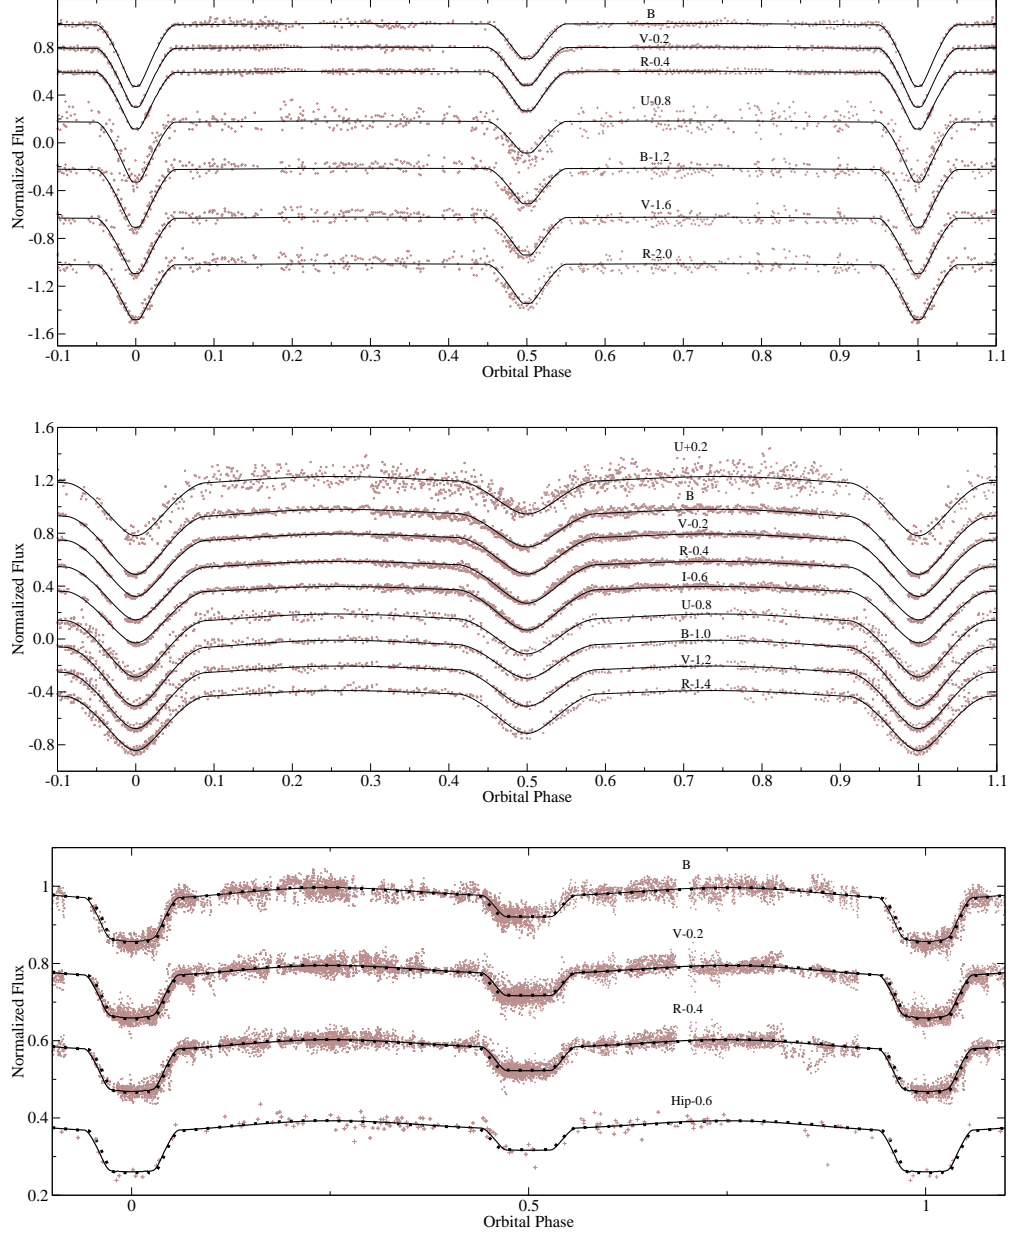 B
V-0.2
0.8
R-0.4
0.4
U-0.8
0.0
B-1.2
-0.4
V-1.6
-0.8
R-2.0
-1.2
-1.6
Normalized Flux
-0.1 0 0.1 0.2 0.3 0.4 0.5 0.6 0.7 0.8 0.9 1 1.1
Orbital Phase
1.6
U+0.2
1.2
B
V-0.2
0.8
R-0.4
0.4
I-0.6
U-0.8
0.0
B-1.0
V-1.2
-0.4
R-1.4
-0.8
Normalized Flux
-0.1 0 0.1 0.2 0.3 0.4 0.5 0.6 0.7 0.8 0.9 1 1.1
Orbital Phase
B
1
V-0.2
0.8
R-0.4
0.6
Hip-0.6
0.4
0.2
Normalized Flux
0 0.5 1
Orbital Phase